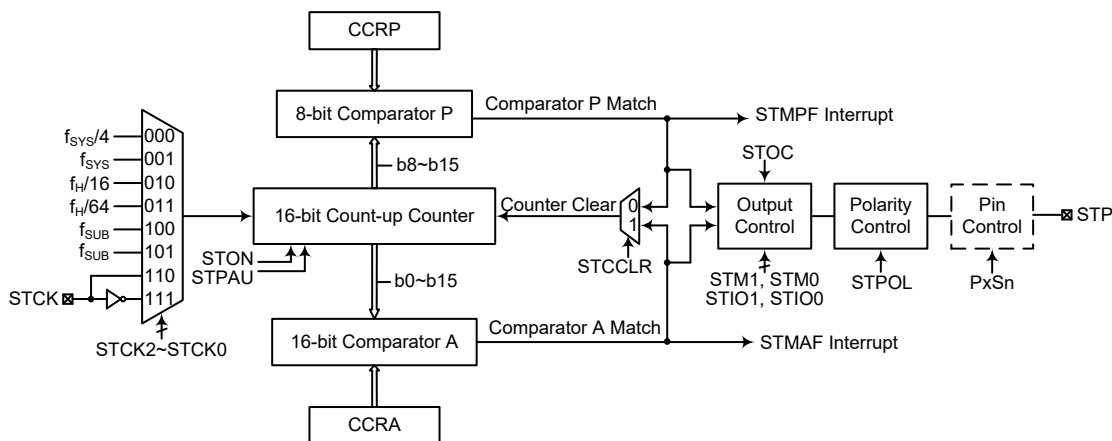 CCRP
8-bit Comparator P
Comparator P Match
STMPF Interrupt
b8~b15
fSYS/4
000
fSYS
001
fH/16
010
fH/64
011
fSUB
100
fSUB
101
110
111
STCK
STCK2~STCK0
16-bit Count-up Counter
STON
STPAU
Counter Clear
0
1
STCCLR
STOC
Output
Control
STM1, STM0
STIO1, STIO0
Polarity
Control
STPOL
Pin
Control
PxSn
STP
b0~b15
16-bit Comparator A
Comparator A Match
STMAF Interrupt
CCRA